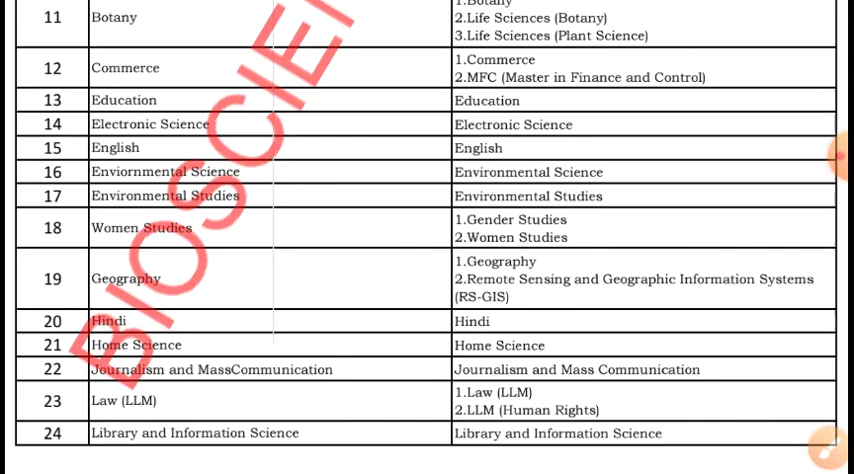 1.Botany
11 Botany 2.Life Sciences (Botany)
3.Life Sciences (Plant Science)
12 Commerce 1.Commerce
2.MFC (Master in Finance and Control)
13 Education Education
14 Electronic Science Electronic Science
15 English English
16 Enviornmental Science Environmental Science
17 Environmental Studies Environmental Studies
18 Women Studies 1.Gender Studies
2.Women Studies
19 Geography 1.Geography
2.Remote Sensing and Geographic Information Systems
(RS-GIS)
20 Hindi Hindi
21 Home Science Home Science
22 Journalism and MassCommunication Journalism and Mass Communication
23 Law (LLM) 1.Law (LLM)
2.LLM (Human Rights)
24 Library and Information Science Library and Information Science